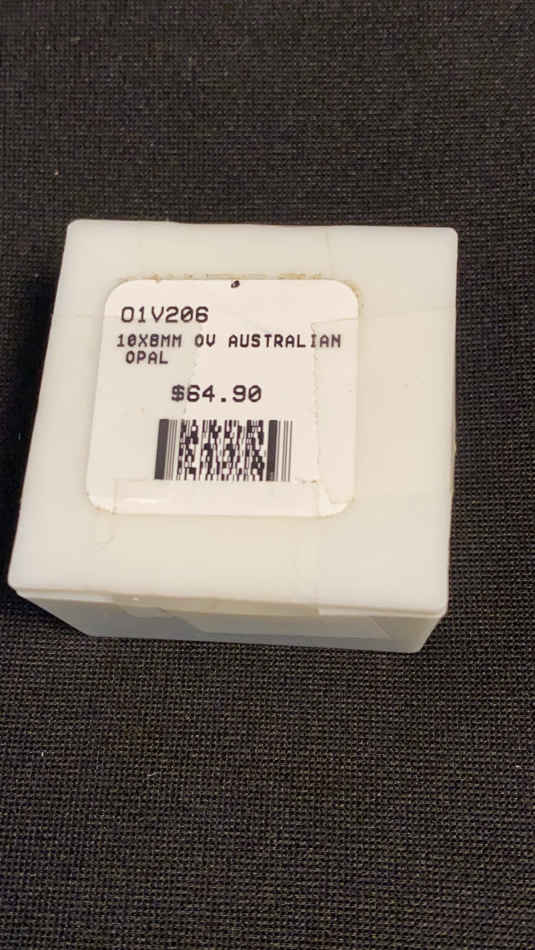 01V206
10X8MM OV AUSTRALIAN
OPAL
$64.90